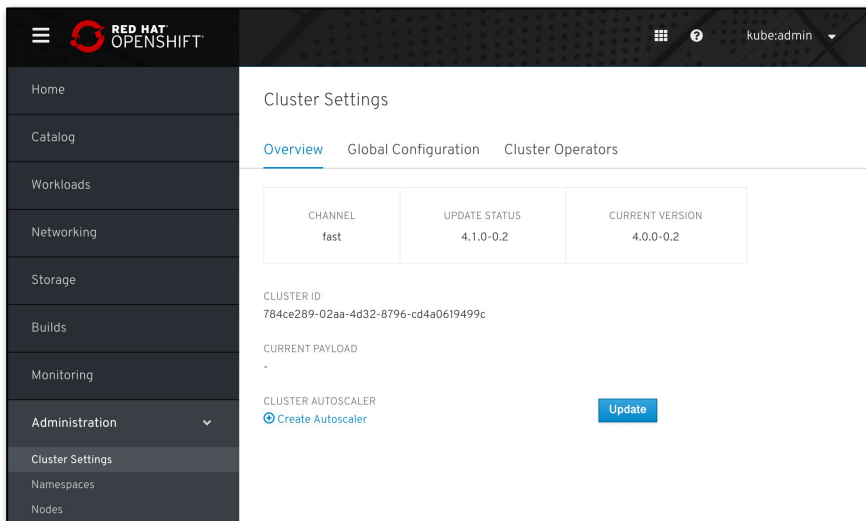 RED HAT
OPENSHIFT
kube:admin
Home
Catalog
Workloads
Networking
Storage
Builds
Monitoring
Administration
Cluster Settings
Namespaces
Nodes
Cluster Settings
Overview Global Configuration Cluster Operators
CHANNEL UPDATE STATUS CURRENT VERSION
fast 4.1.0-0.2 4.0.0-0.2
CLUSTER ID
784ce289-02aa-4d32-8796-cd4a0619499c
CURRENT PAYLOAD
-
CLUSTER AUTOSCALER
Create Autoscaler
Update